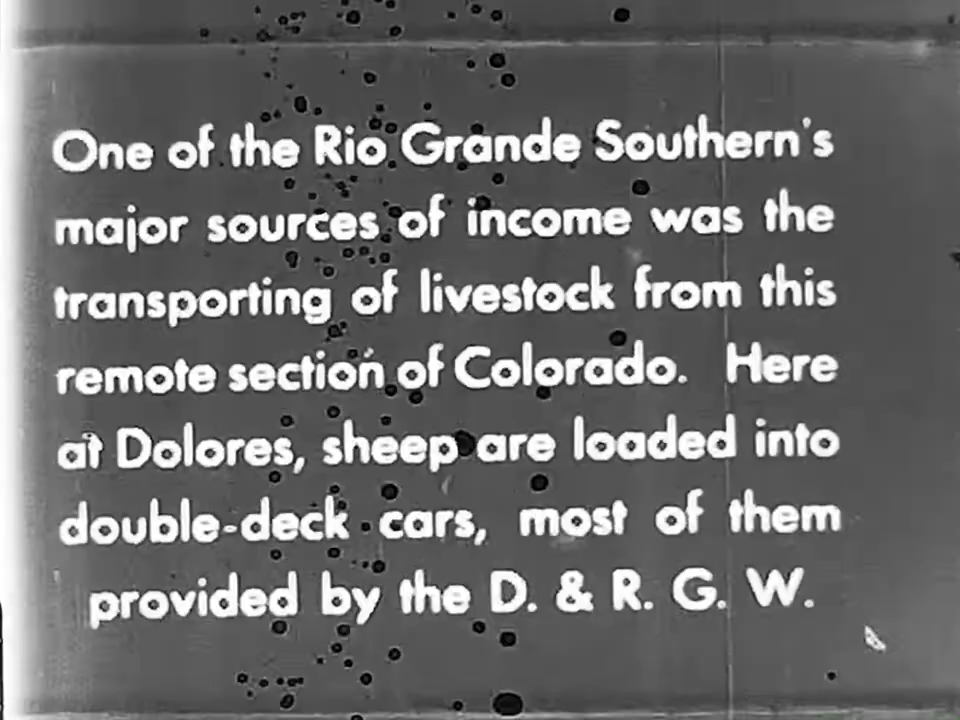 One of the Rio Grande Southern's
major sources of income was the
transporting of livestock from this
remote section of Colorado. Here
at Dolores, sheep are loaded into
double-deck cars, most of them
provided by the D. & R. G. W.